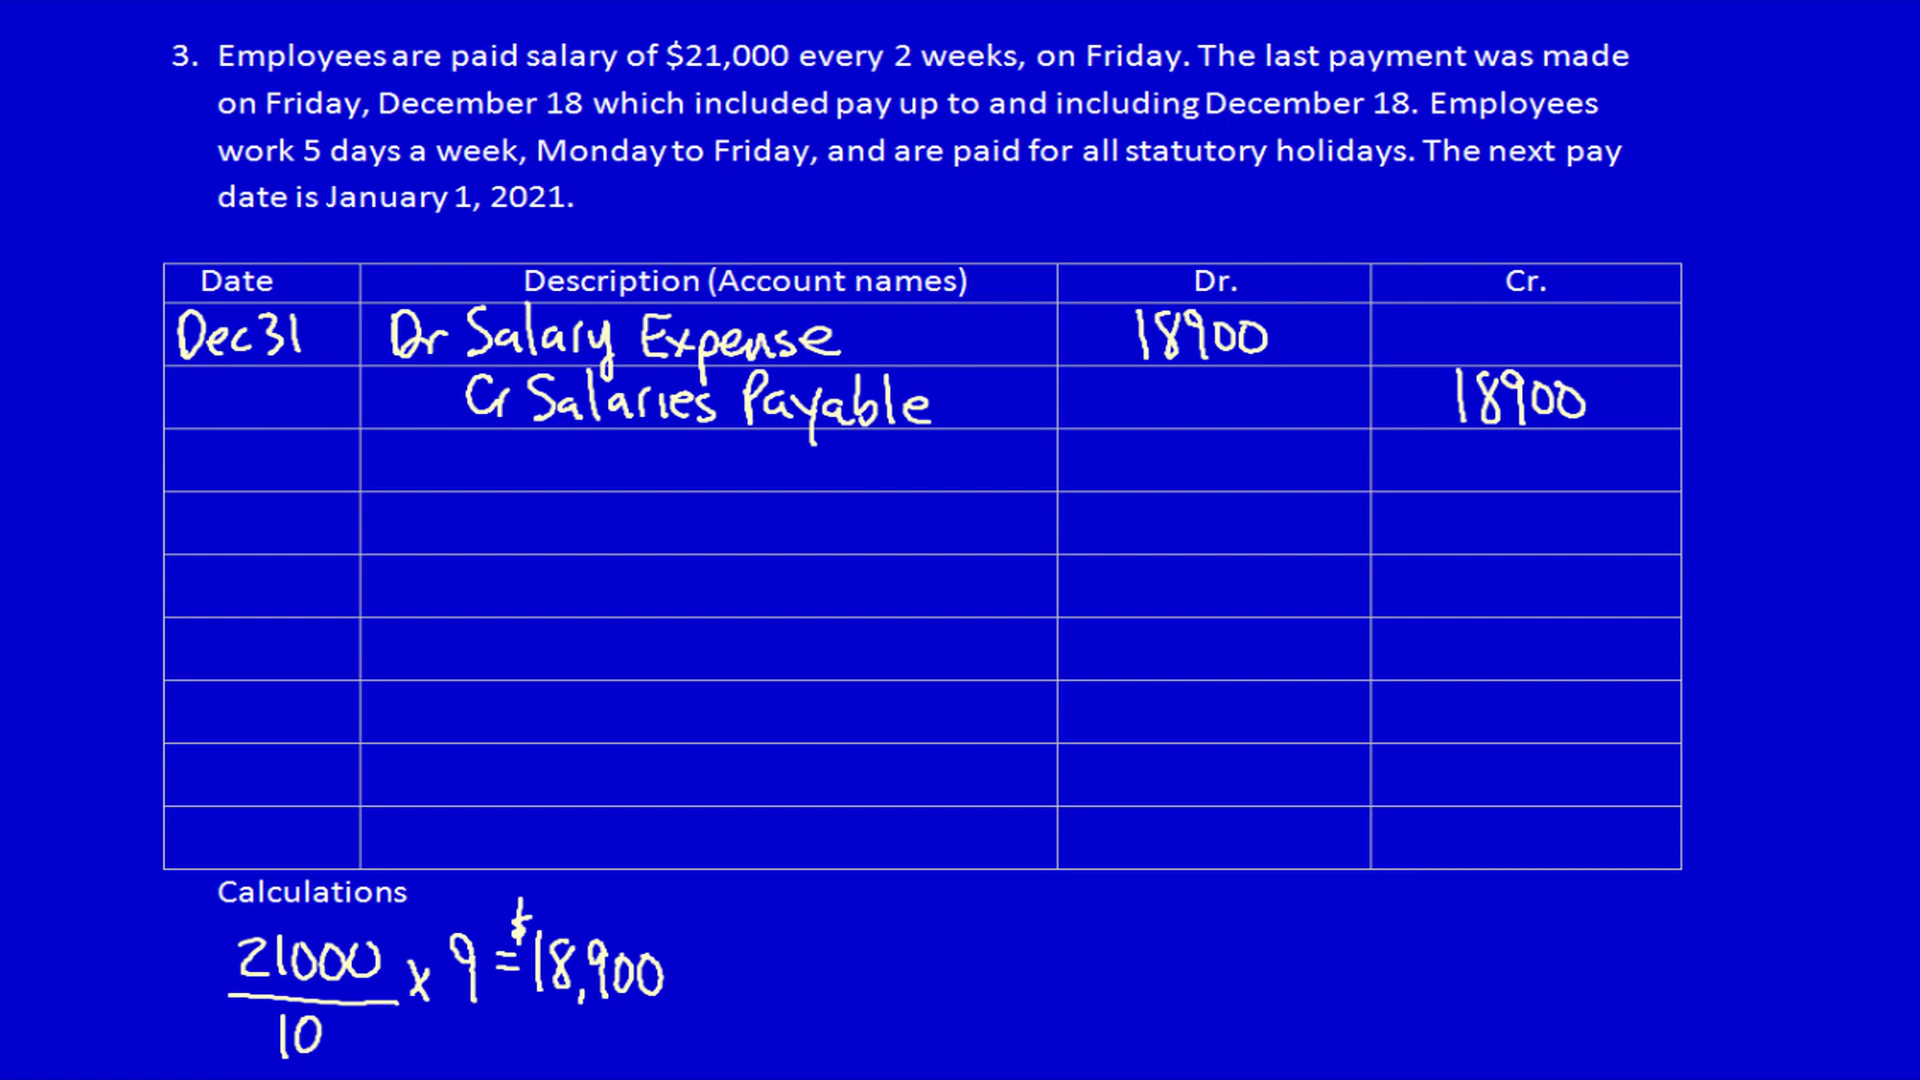 3. Employees are paid salary of $21,000 every 2 weeks, on Friday. The last payment was made
on Friday, December 18 which included pay up to and including December 18. Employees
work 5 days a week, Monday to Friday, and are paid for all statutory holidays. The next pay
date is January 1, 2021.
Date Description (Account names) Dr. Cr.
Dec 31 Dr Salary Expense 18900
Cr Salaries Payable 18900
Calculations
21000 x 9 = $18,900
10